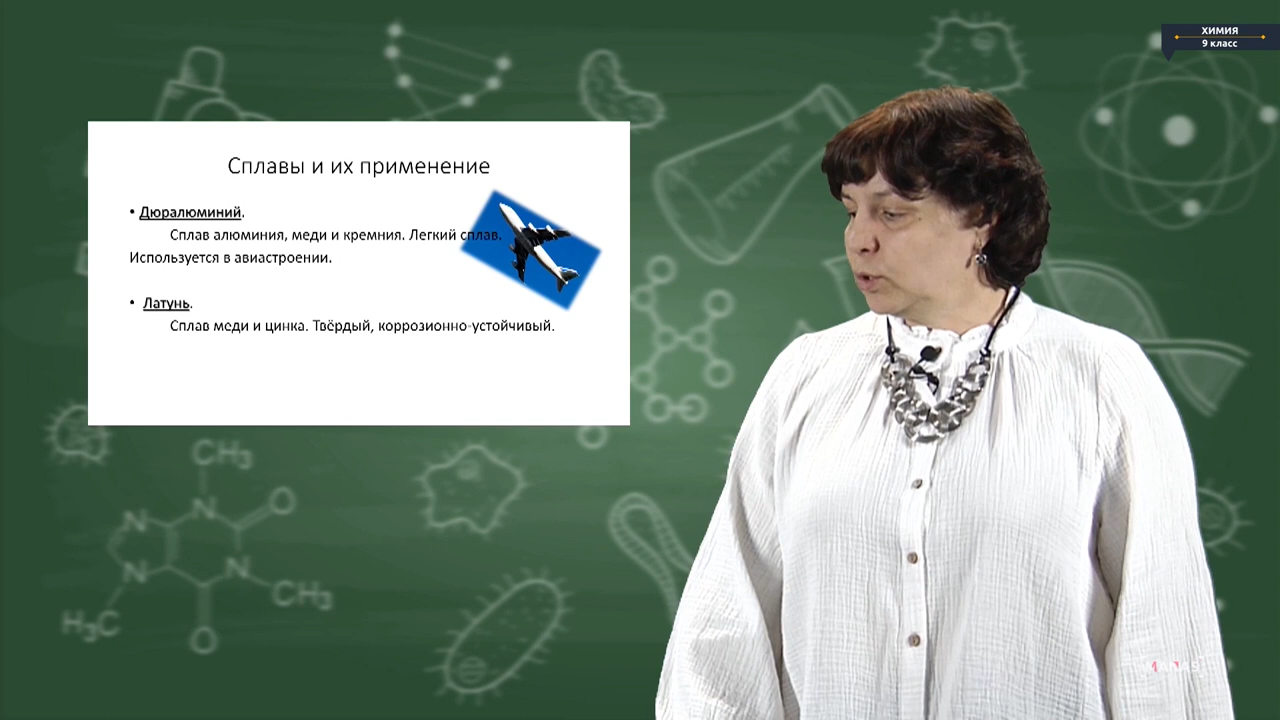 ХИМИЯ
9 класс
Сплавы и их применение
• Дюралюминий.
Сплав алюминия, меди и кремния. Легкий сплав.
Используется в авиастроении.
• Латунь.
Сплав меди и цинка. Твёрдый, коррозионно-устойчивый.
CH3
N
N
O
N
N
CH3
H3C
O